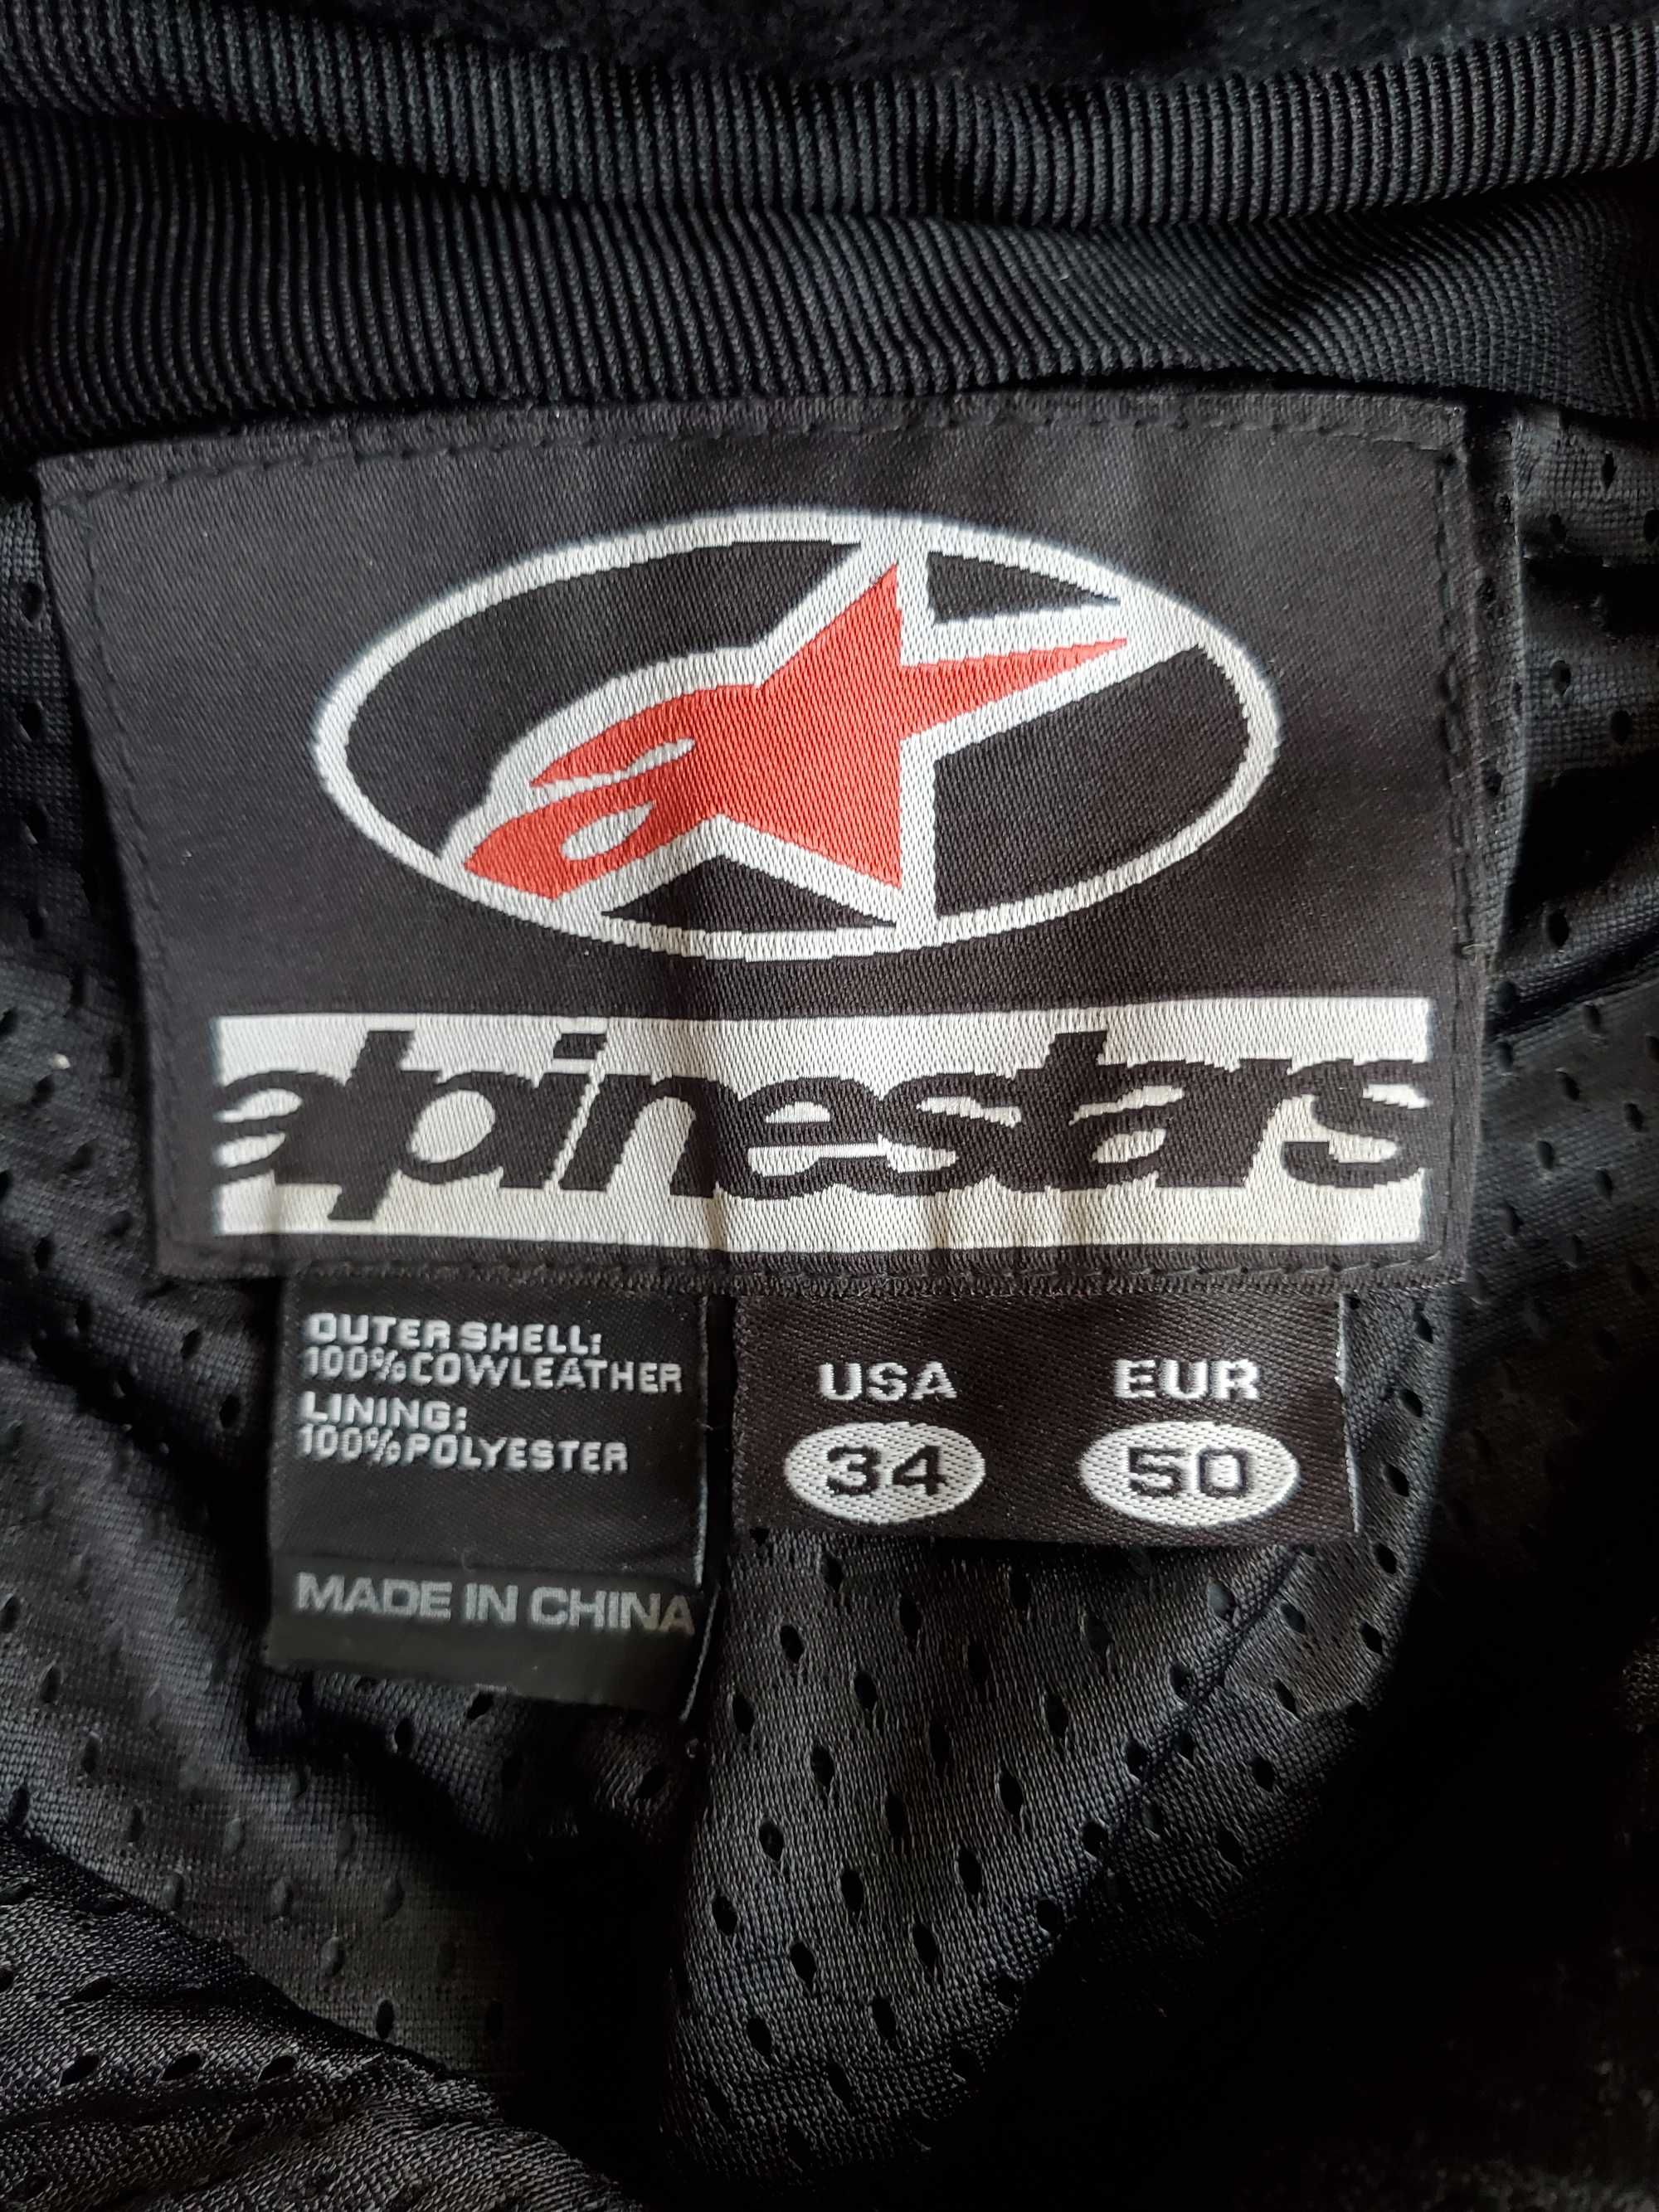 alpinestars
OUTER SHELL:
100% COWLEATHER
LINING:
100% POLYESTER
MADE IN CHINA
USA EUR
34 50